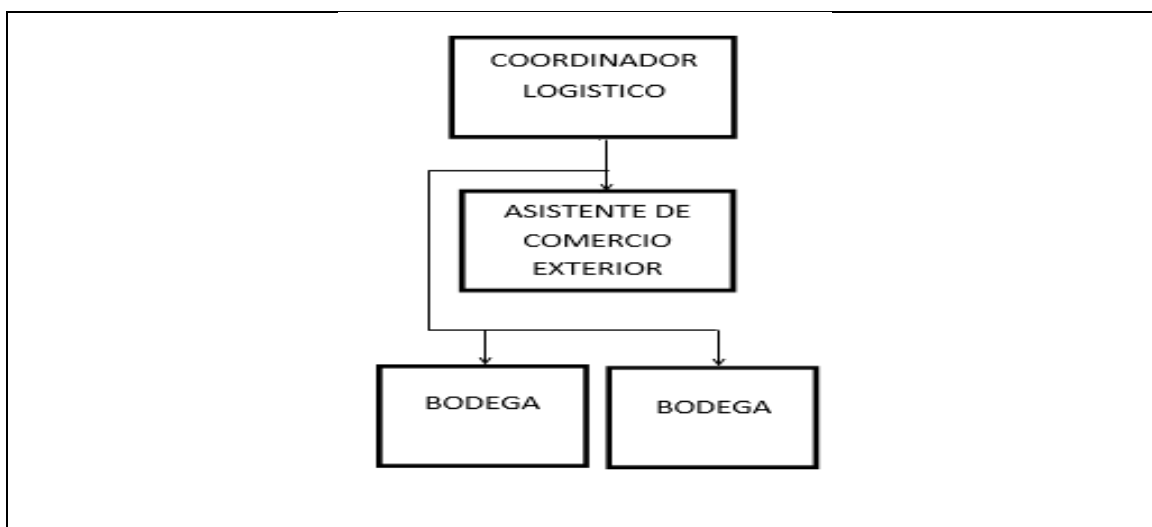 COORDINADOR
LOGISTICO
ASISTENTE DE
COMERCIO
EXTERIOR
BODEGA
BODEGA